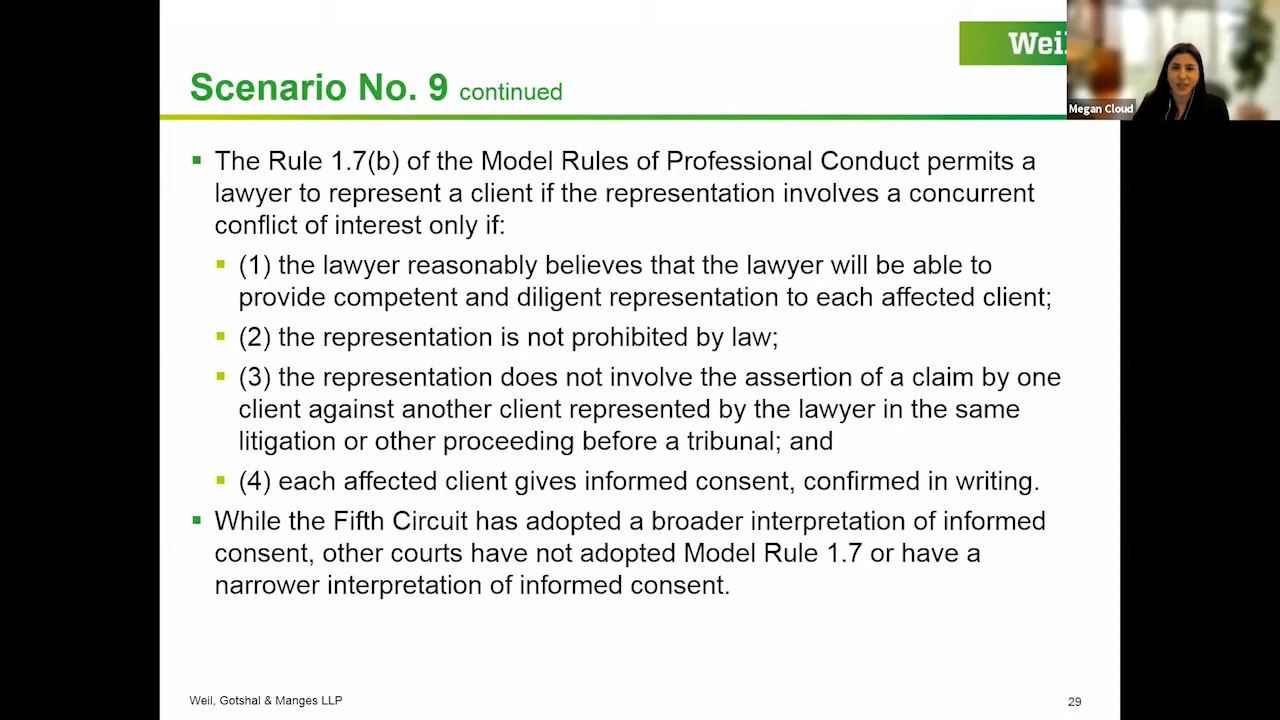 Weil
Megan Cloud
Scenario No. 9 continued
▪ The Rule 1.7(b) of the Model Rules of Professional Conduct permits a
lawyer to represent a client if the representation involves a concurrent
conflict of interest only if:
▪ (1) the lawyer reasonably believes that the lawyer will be able to
provide competent and diligent representation to each affected client;
▪ (2) the representation is not prohibited by law;
▪ (3) the representation does not involve the assertion of a claim by one
client against another client represented by the lawyer in the same
litigation or other proceeding before a tribunal; and
▪ (4) each affected client gives informed consent, confirmed in writing.
▪ While the Fifth Circuit has adopted a broader interpretation of informed
consent, other courts have not adopted Model Rule 1.7 or have a
narrower interpretation of informed consent.
Weil, Gotshal & Manges LLP
29